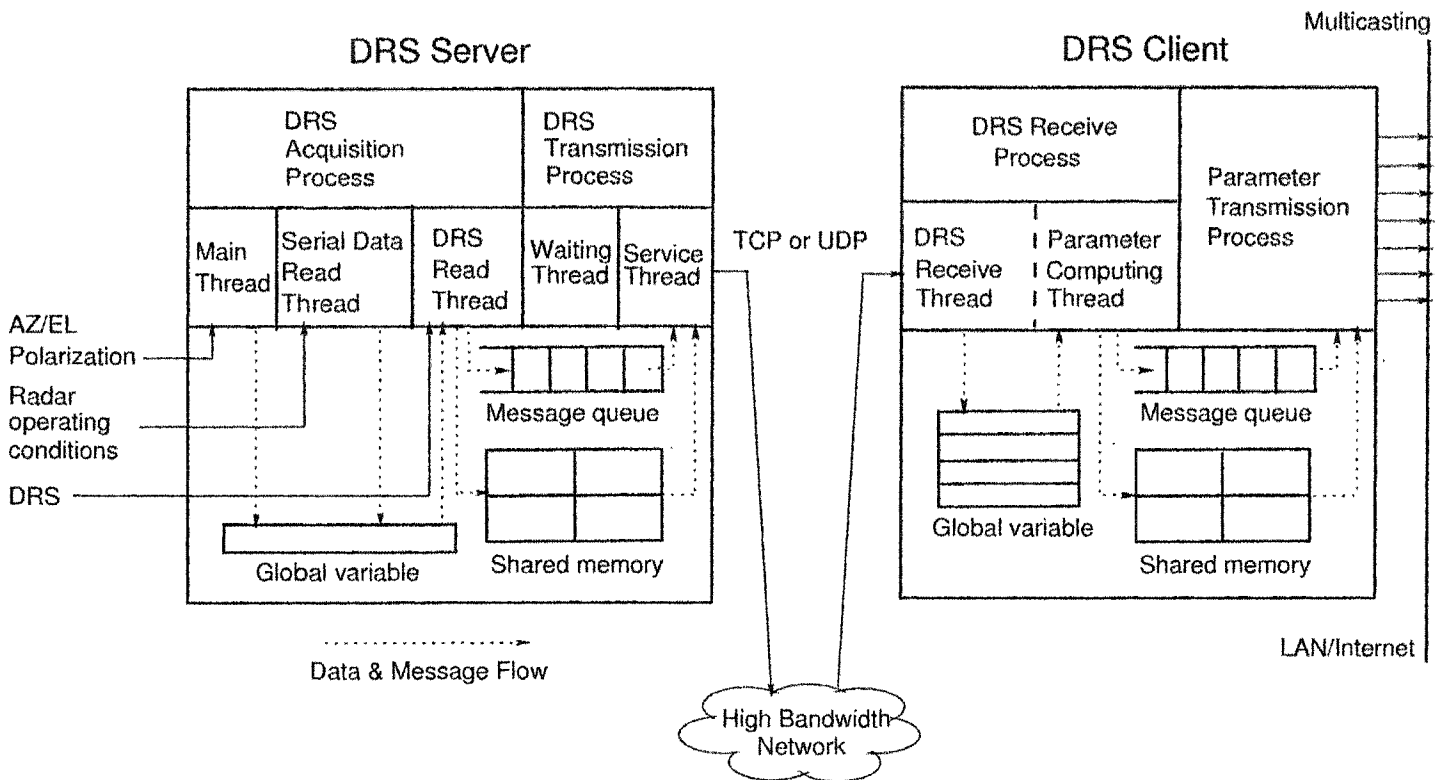 Multicasting
DRS Server
DRS Client
DRS
Acquisition
Process
DRS
Transmission
Process
DRS Receive
Process
Parameter
Transmission
Process
Main
Thread
Serial Data
Read
Thread
DRS
Read
Thread
Waiting
Thread
Service
Thread
TCP or UDP
DRS
Receive
Thread
Parameter
Computing
Thread
AZ/EL
Polarization
Radar
operating
conditions
DRS
Message queue
Shared memory
Global variable
Message queue
Global variable
Shared memory
Data & Message Flow
LAN/Internet
High Bandwidth
Network